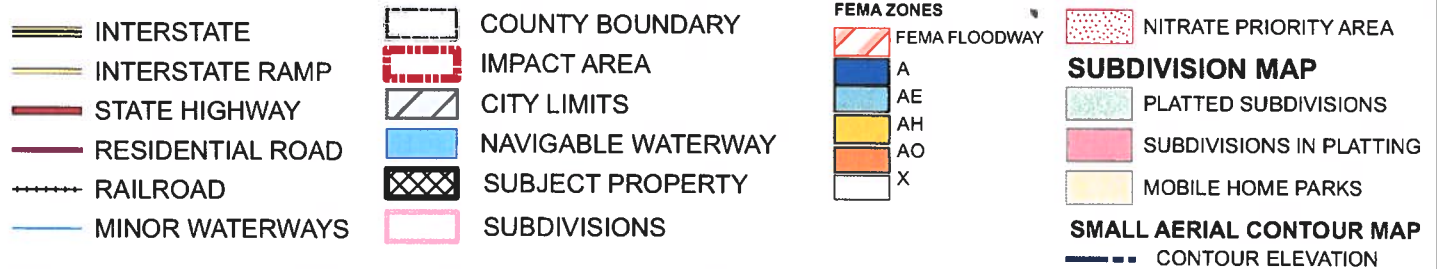 INTERSTATE
INTERSTATE RAMP
STATE HIGHWAY
RESIDENTIAL ROAD
RAILROAD
MINOR WATERWAYS
COUNTY BOUNDARY
IMPACT AREA
CITY LIMITS
NAVIGABLE WATERWAY
SUBJECT PROPERTY
SUBDIVISIONS
FEMA ZONES
FEMA FLOODWAY
A
AE
AH
AO
X
NITRATE PRIORITY AREA
SUBDIVISION MAP
PLATTED SUBDIVISIONS
SUBDIVISIONS IN PLATTING
MOBILE HOME PARKS
SMALL AERIAL CONTOUR MAP
CONTOUR ELEVATION